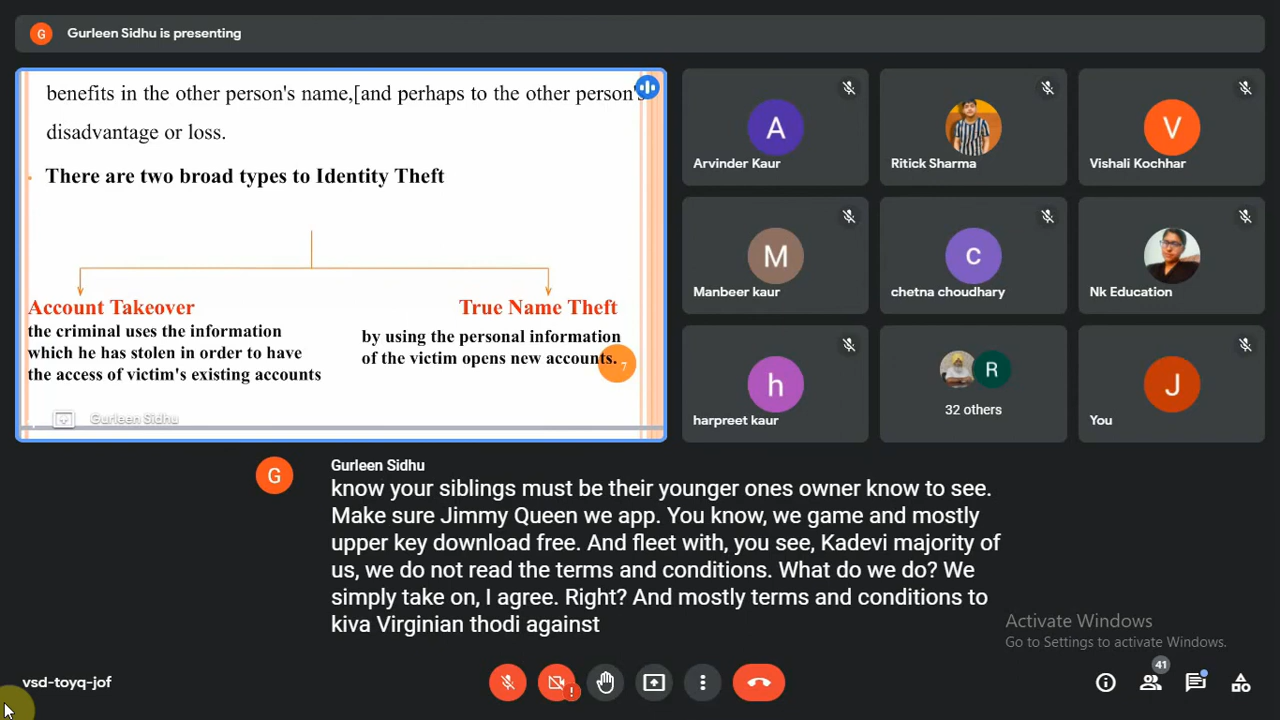 G Gurleen Sidhu is presenting
benefits in the other person's name,[and perhaps to the other person's
disadvantage or loss.
There are two broad types to Identity Theft
Account Takeover
the criminal uses the information
which he has stolen in order to have
the access of victim's existing accounts
True Name Theft
by using the personal information
of the victim opens new accounts.
7
Gurleen Sidhu
A
Arvinder Kaur
Ritick Sharma
V
Vishali Kochhar
M
Manbeer kaur
c
chetna choudhary
Nk Education
h
harpreet kaur
R
32 others
J
You
G
Gurleen Sidhu
know your siblings must be their younger ones owner know to see.
Make sure Jimmy Queen we app. You know, we game and mostly
upper key download free. And fleet with, you see, Kadevi majority of
us, we do not read the terms and conditions. What do we do? We
simply take on, I agree. Right? And mostly terms and conditions to
kiva Virginian thodi against
Activate Windows
Go to Settings to activate Windows.
vsd-toyq-jof
!
41